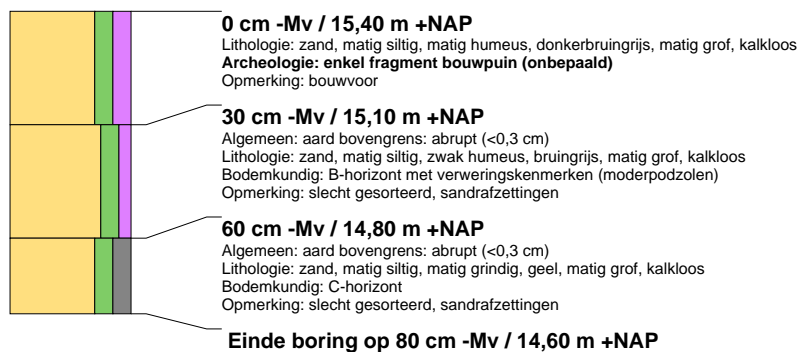 0 cm -Mv / 15,40 m +NAP
Lithologie: zand, matig siltig, matig humeus, donkerbruingrijs, matig grof, kalkloos
Archeologie: enkel fragment bouwpuin (onbepaald)
Opmerking: bouwvoor
30 cm -Mv / 15,10 m +NAP
Algemeen: aard bovengrens: abrupt (<0,3 cm)
Lithologie: zand, matig siltig, zwak humeus, bruingrijs, matig grof, kalkloos
Bodemkundig: B-horizont met verweringskenmerken (moderpodzolen)
Opmerking: slecht gesorteerd, sandrafzettingen
60 cm -Mv / 14,80 m +NAP
Algemeen: aard bovengrens: abrupt (<0,3 cm)
Lithologie: zand, matig siltig, matig grindig, geel, matig grof, kalkloos
Bodemkundig: C-horizont
Opmerking: slecht gesorteerd, sandrafzettingen
Einde boring op 80 cm -Mv / 14,60 m +NAP